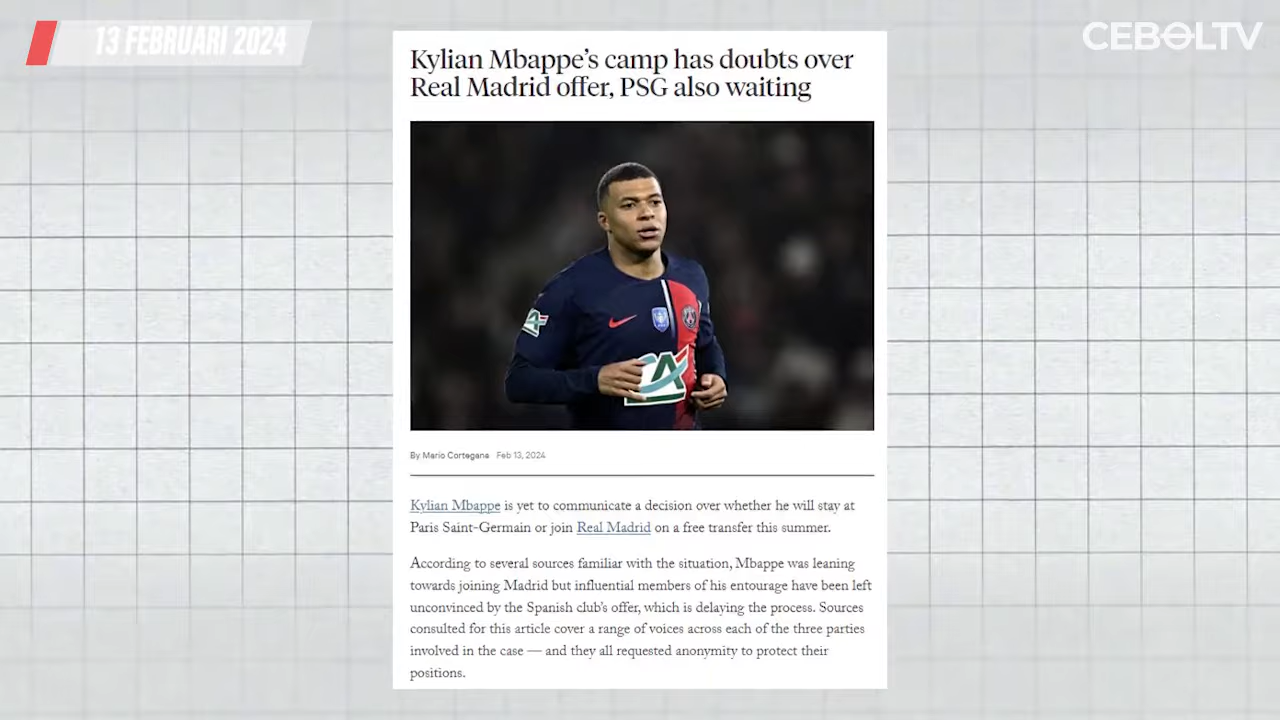 13 FEBRUARI 2024
CEBOLTV
Kylian Mbappe’s camp has doubts over
Real Madrid offer, PSG also waiting
By Mario Cortegana Feb 13, 2024
Kylian Mbappe is yet to communicate a decision over whether he will stay at
Paris Saint-Germain or join Real Madrid on a free transfer this summer.
According to several sources familiar with the situation, Mbappe was leaning
towards joining Madrid but influential members of his entourage have been left
unconvinced by the Spanish club’s offer, which is delaying the process. Sources
consulted for this article cover a range of voices across each of the three parties
involved in the case — and they all requested anonymity to protect their
positions.